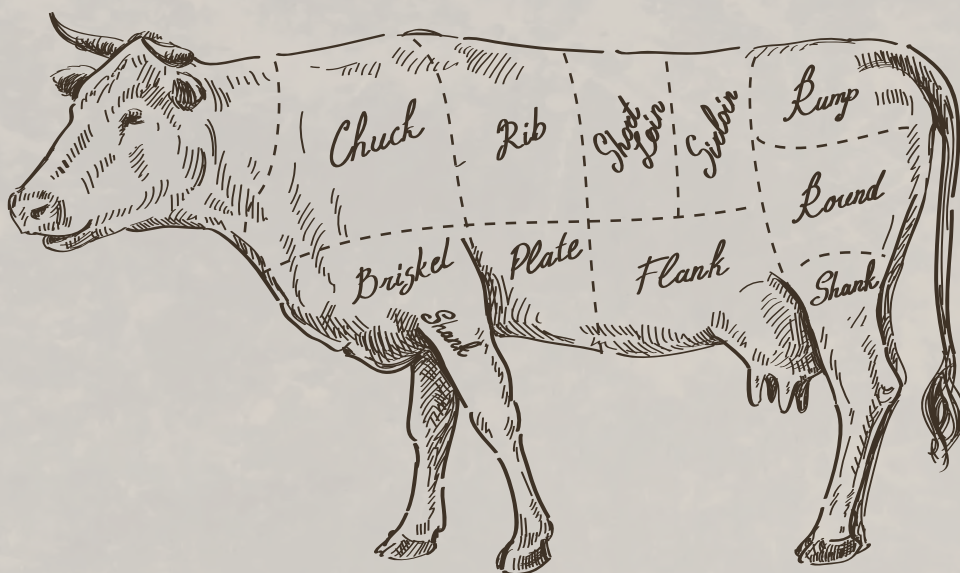 Chuck
Rib
Short
Loin
Sirloin
Rump
Round
Brisket
Plate
Flank
Shank
Shank